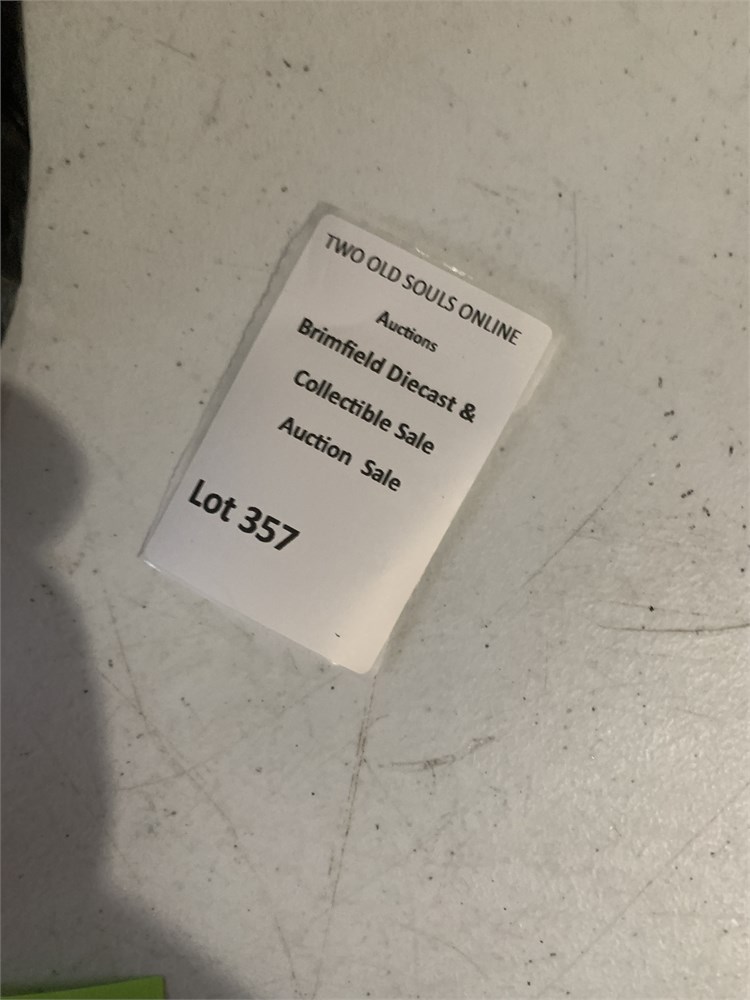 TWO OLD SOULS ONLINE
Auctions
Brimfield Diecast &
Collectible Sale
Auction Sale
Lot 357